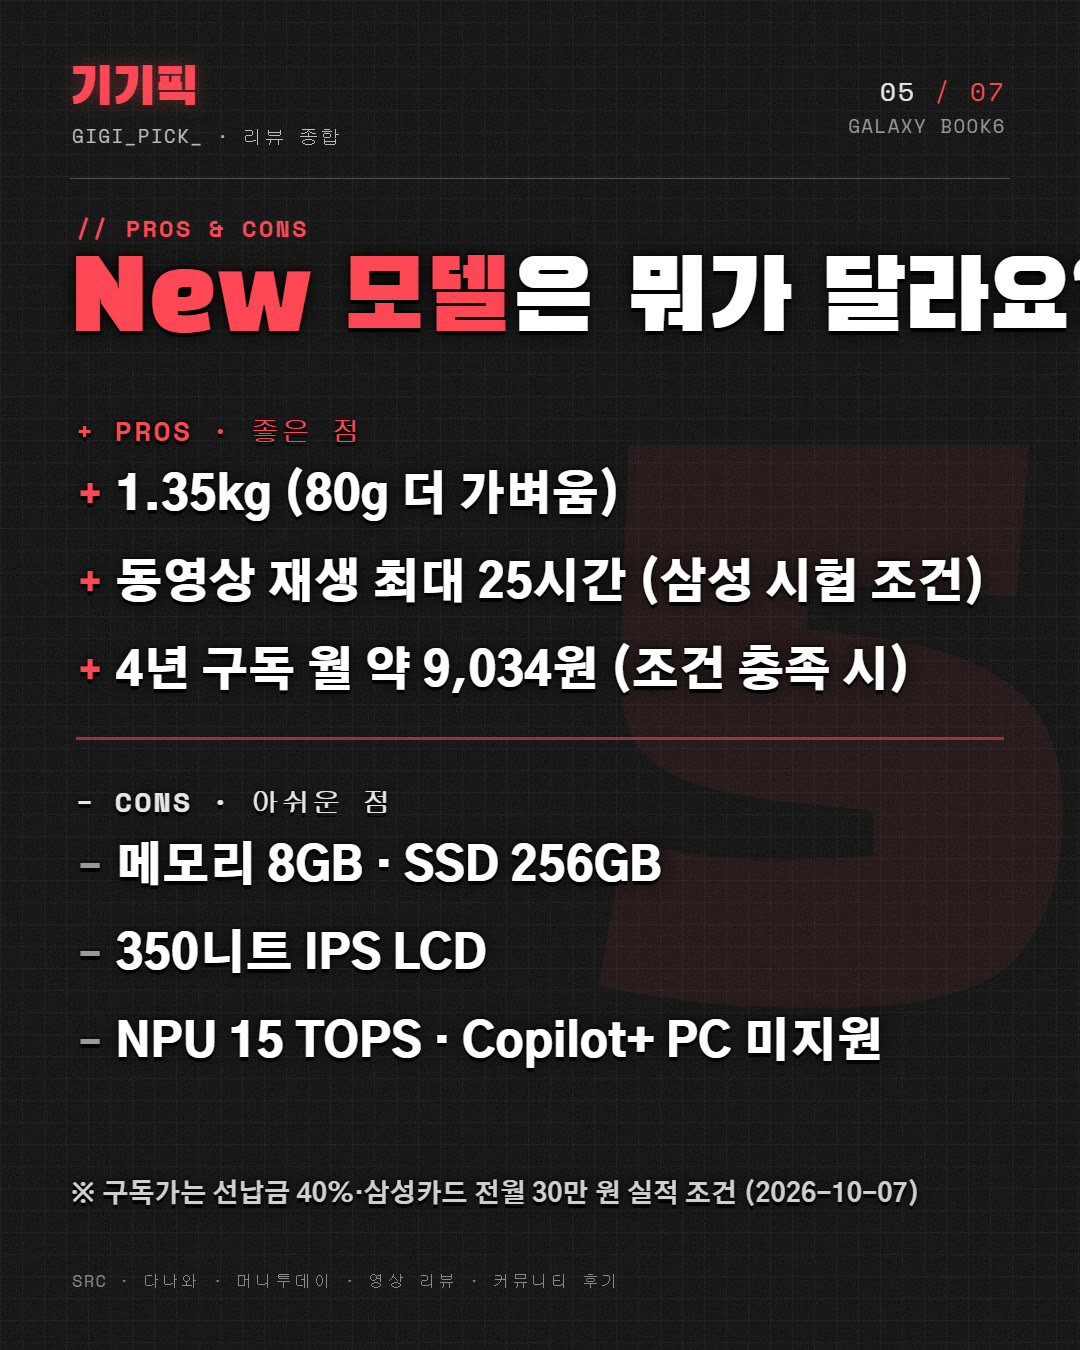 기기픽
GIGI_PICK_ · 리뷰 종합
05 / 07
GALAXY BOOK6
// PROS & CONS
New 모델은 뭐가 달라요?
+ PROS · 좋은 점
+ 1.35kg (80g 더 가벼움)
+ 동영상 재생 최대 25시간 (삼성 시험 조건)
+ 4년 구독 월 약 9,034원 (조건 충족 시)
- CONS · 아쉬운 점
- 메모리 8GB · SSD 256GB
- 350니트 IPS LCD
- NPU 15 TOPS · Copilot+ PC 미지원
5
※ 구독가는 선납금 40%·삼성카드 전월 30만 원 실적 조건 (2026-10-07)
SRC · 다나와 · 머니투데이 · 영상 리뷰 · 커뮤니티 후기